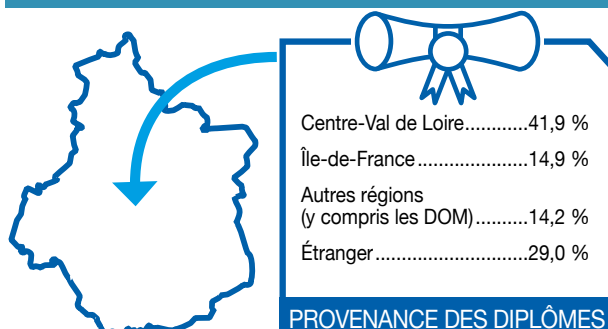 Centre-Val de Loire............41,9 %
Île-de-France..................14,9 %
Autres régions
(y compris les DOM)..........14,2 %
Étranger............................29,0 %
PROVENANCE DES DIPLÔMES